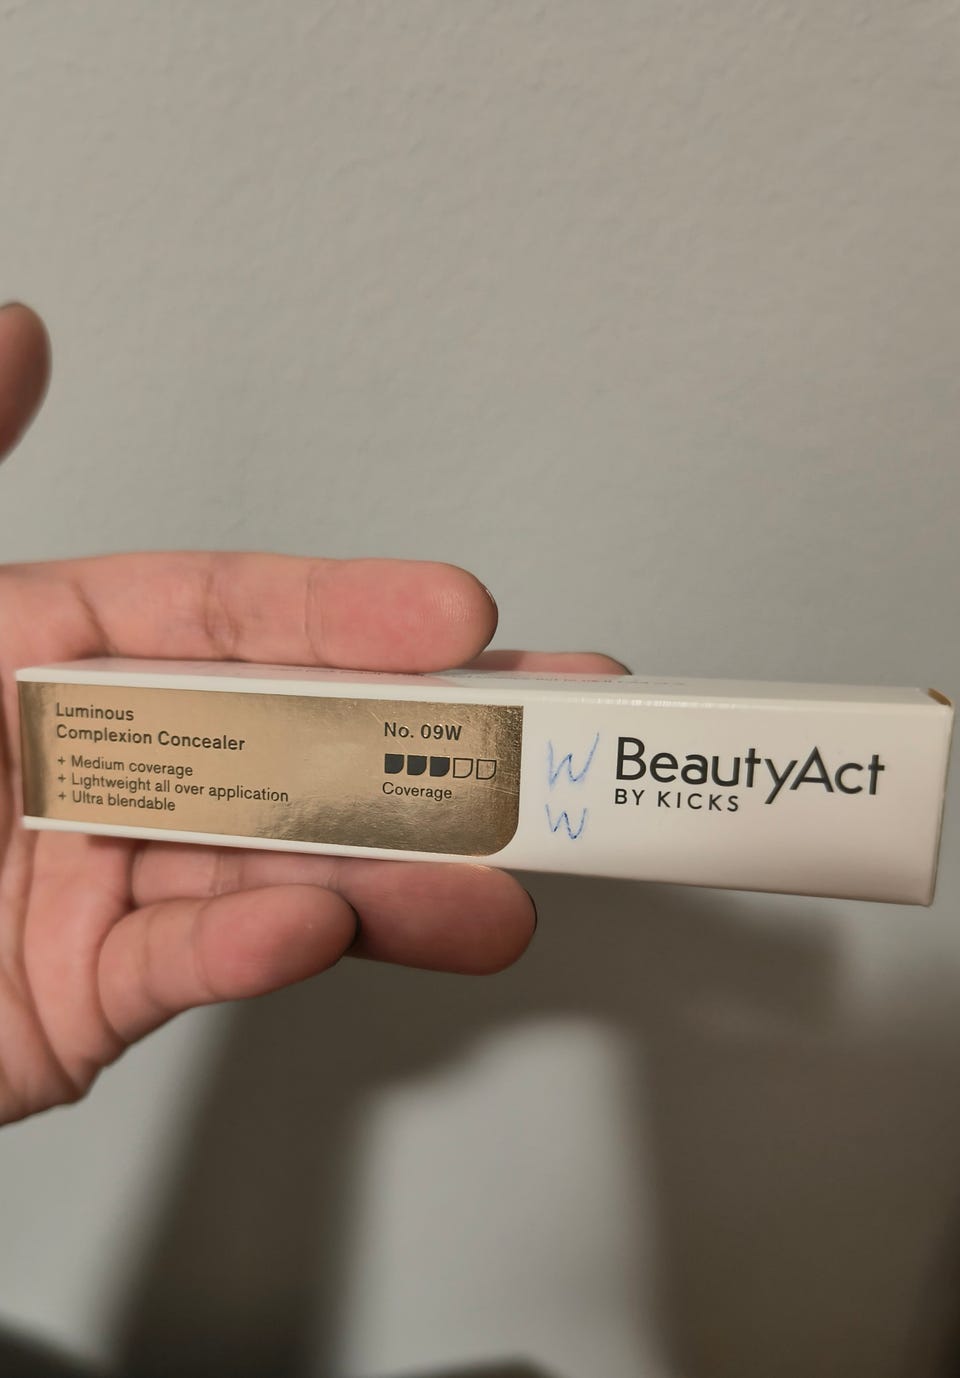 Luminous
Complexion Concealer
+ Medium coverage
+ Lightweight all over application
+ Ultra blendable
No. 09W
Coverage
W
W
BeautyAct
BY KICKS